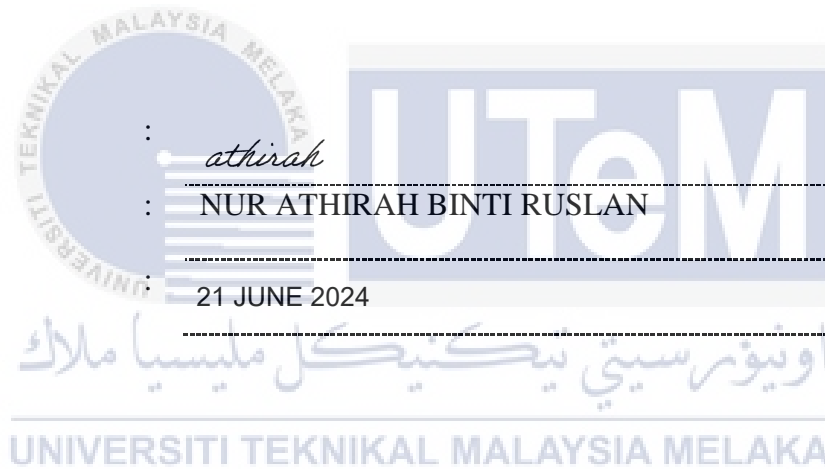 UNIVERSITI TEKNIKAL MALAYSIA MELAKA
UTeM
:
athirah
: NUR ATHIRAH BINTI RUSLAN
:
21 JUNE 2024
اونيۏرسيتي تيكنيكل مليسيا ملاك
UNIVERSITI TEKNIKAL MALAYSIA MELAKA